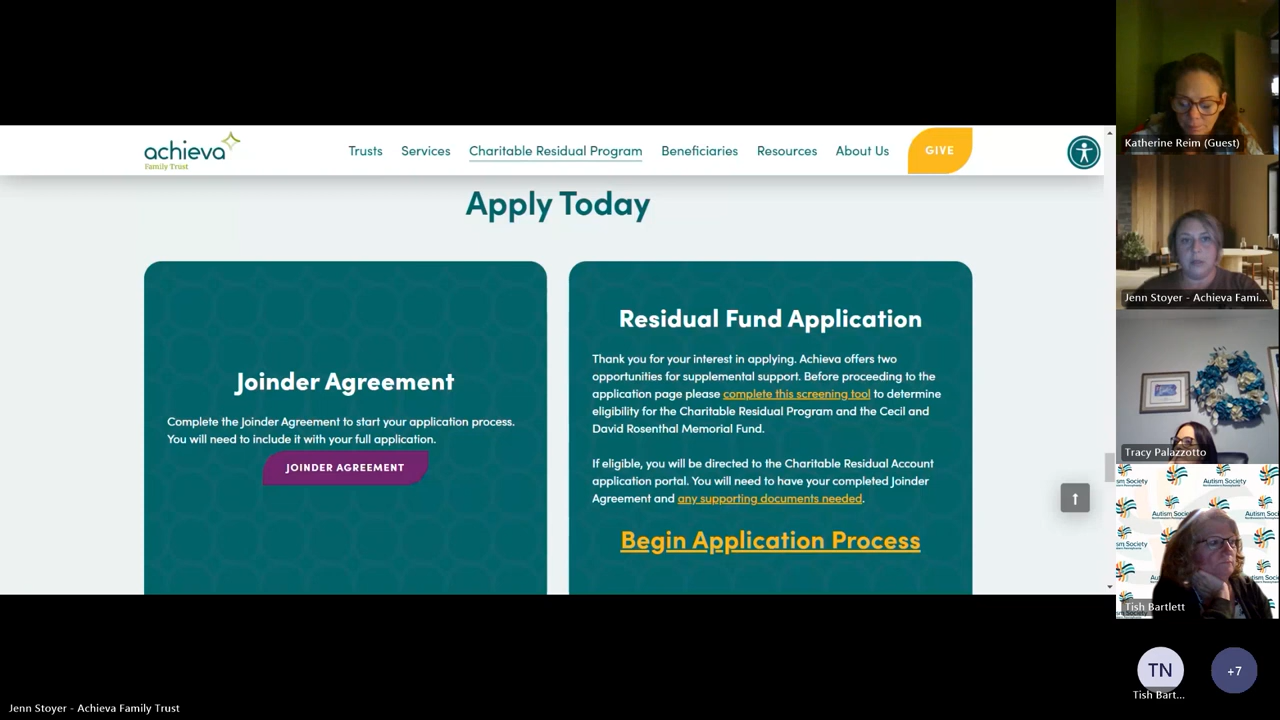 achieva
Family Trust
Trusts
Services
Charitable Residual Program
Beneficiaries
Resources
About Us
GIVE
Apply Today
Joinder Agreement
Complete the Joinder Agreement to start your application process.
You will need to include it with your full application.
JOINDER AGREEMENT
Residual Fund Application
Thank you for your interest in applying. Achieva offers two
opportunities for supplemental support. Before proceeding to the
application page please complete this screening tool to determine
eligibility for the Charitable Residual Program and the Cecil and
David Rosenthal Memorial Fund.
If eligible, you will be directed to the Charitable Residual Account
application portal. You will need to have your completed Joinder
Agreement and any supporting documents needed.
Begin Application Process
Katherine Reim (Guest)
Jenn Stoyer - Achieva Fami...
Tracy Palazzotto
Autism Society
Tish Bartlett
TN
Tish Bart...
+7
Jenn Stoyer - Achieva Family Trust